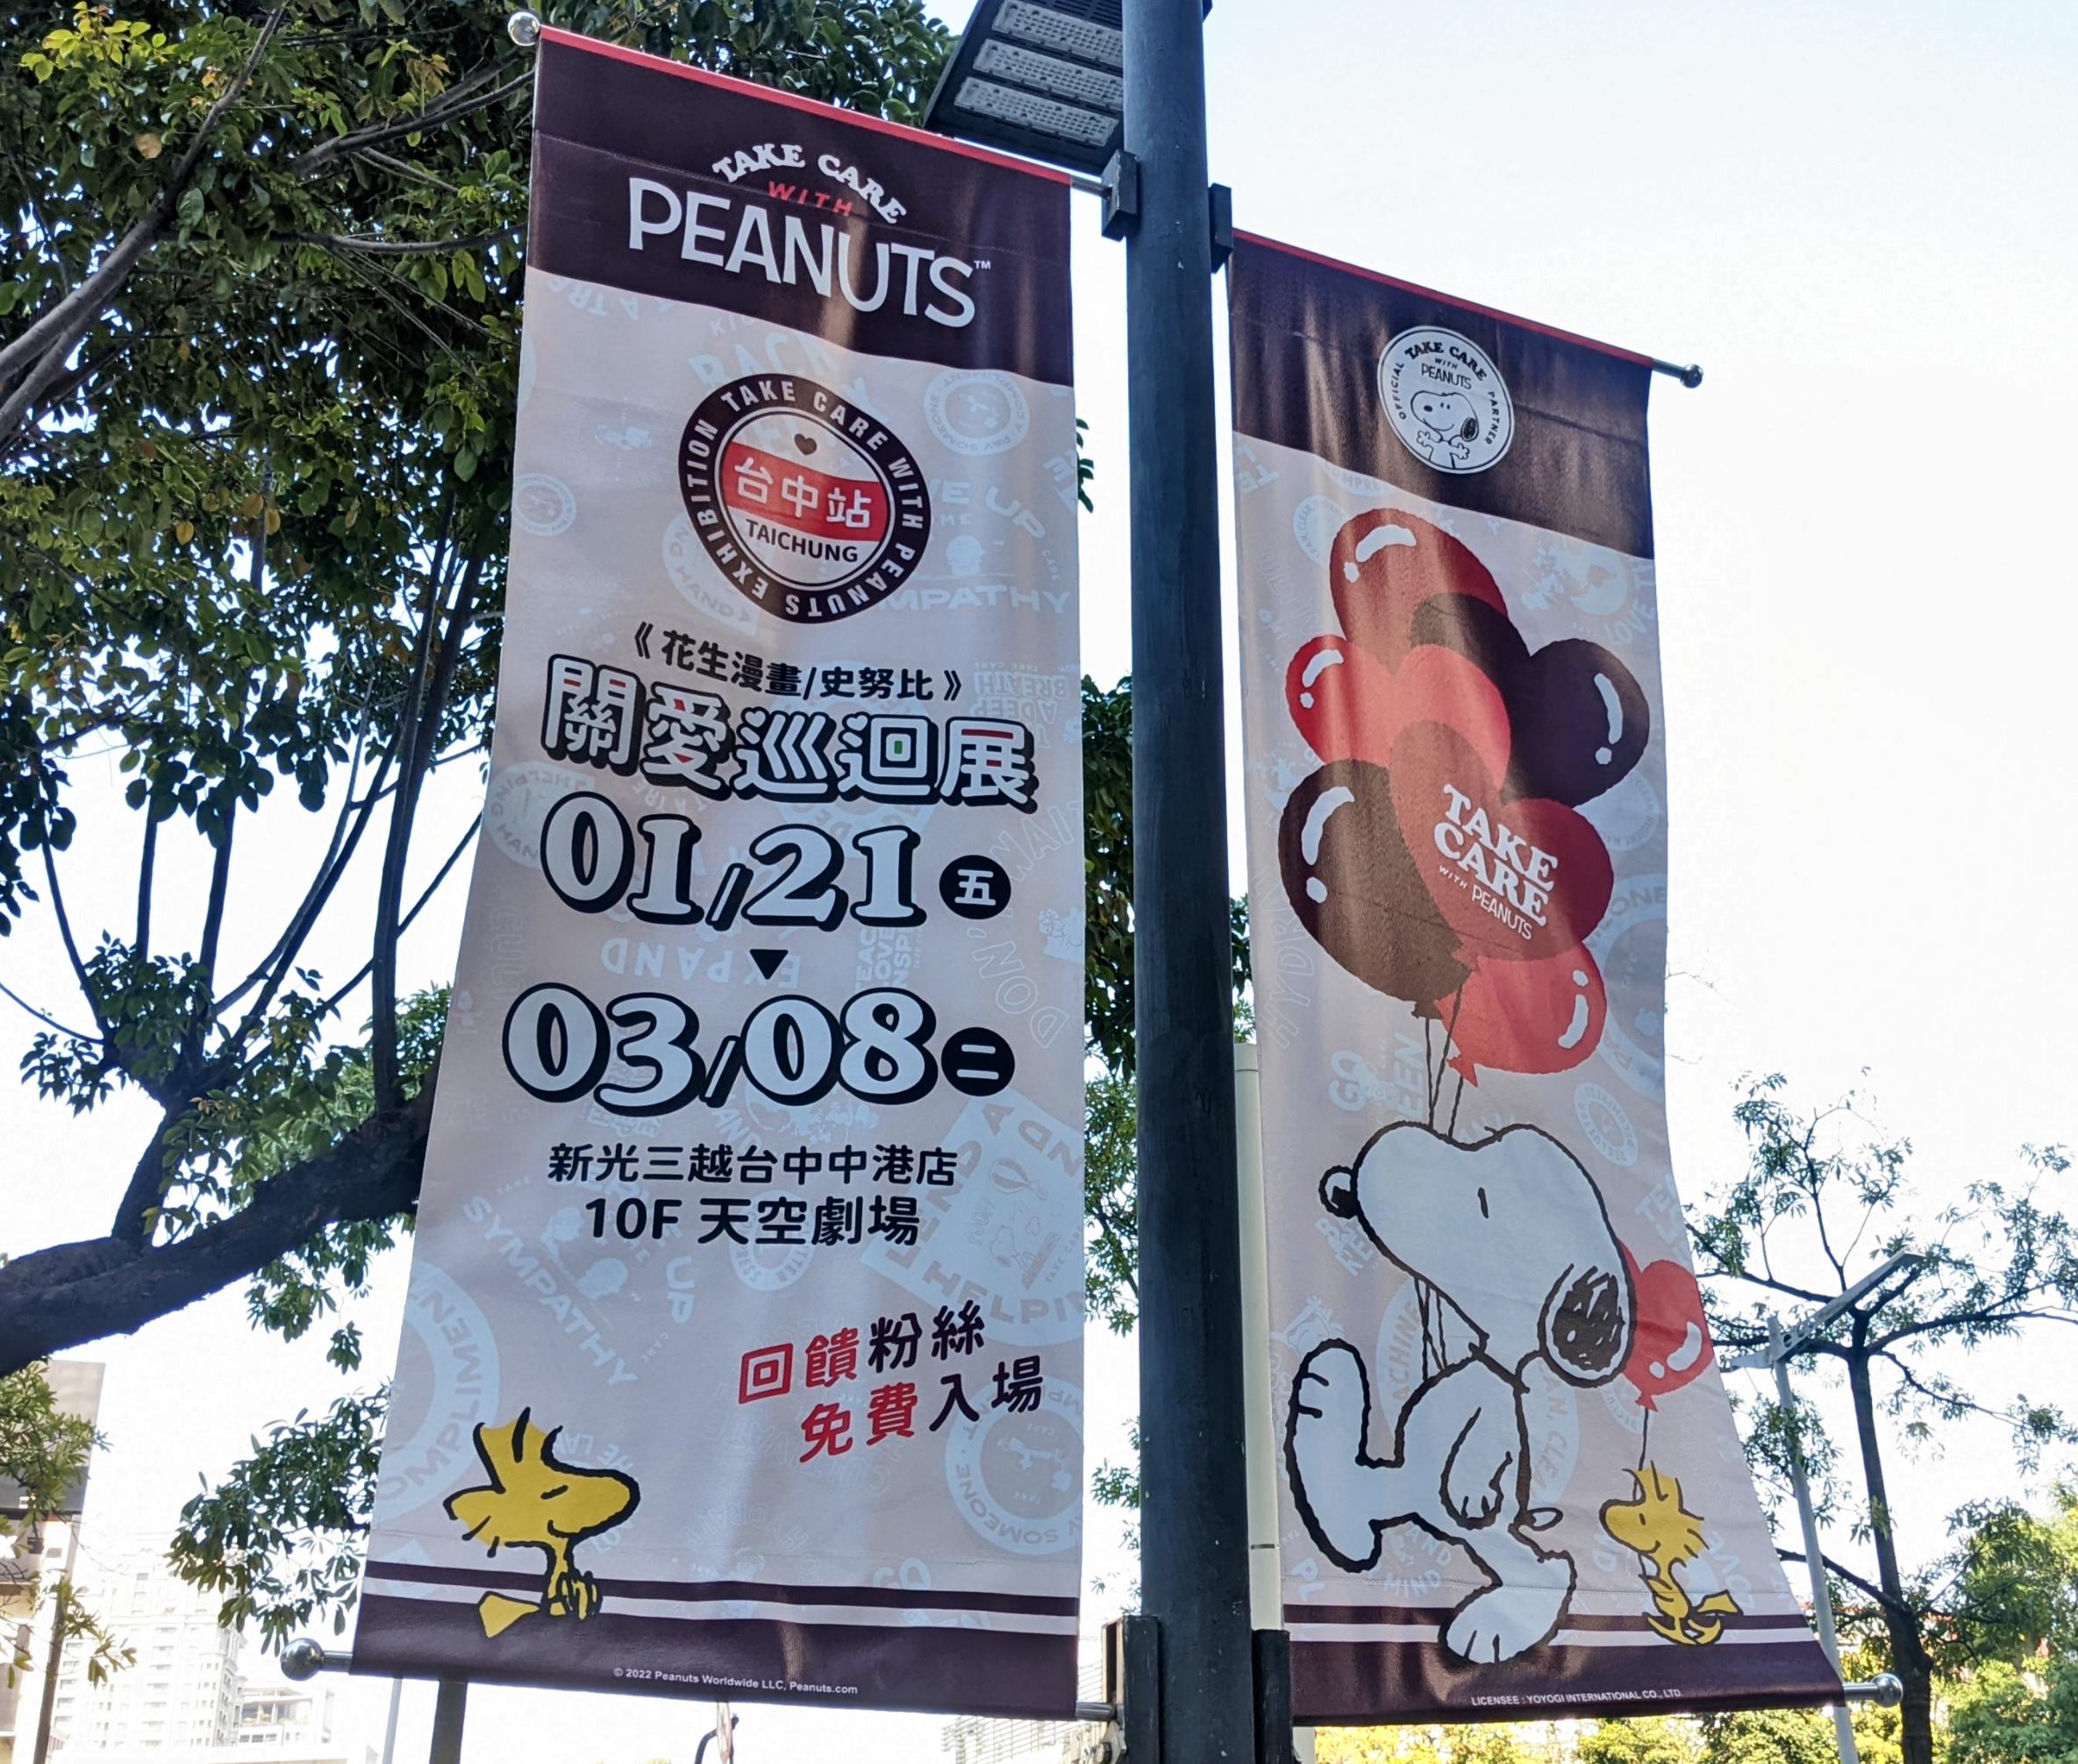 TAKE CARE
WITH
PEANUTS™
TAKE CARE WITH PEANUTS EXHIBITION
台中站
TAICHUNG
《花生漫畫/史努比》
關愛巡迴展
01/21 五
03/08 二
新光三越台中中港店
10F 天空劇場
回饋粉絲
免費入場
© 2022 Peanuts Worldwide LLC, Peanuts.com
OFFICIAL PARTNER
TAKE CARE
WITH
PEANUTS
TAKE
CARE
WITH PEANUTS
LICENSEE : YOYOGI INTERNATIONAL CO., LTD.